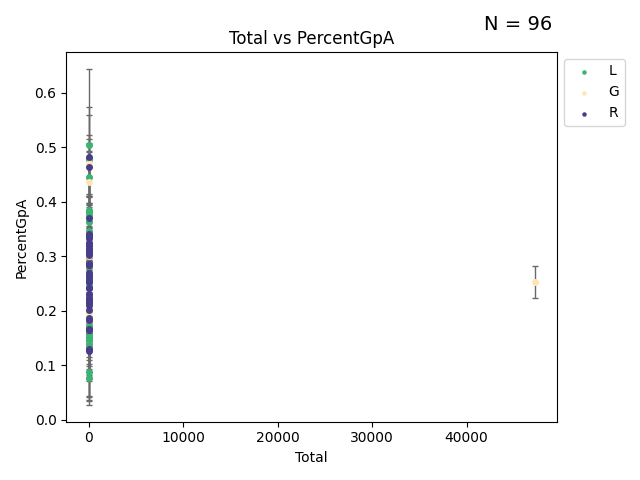 N = 96
Total vs PercentGpA
L
G
R
PercentGpA
0.6
0.5
0.4
0.3
0.2
0.1
0.0
0 10000 20000 30000 40000
Total